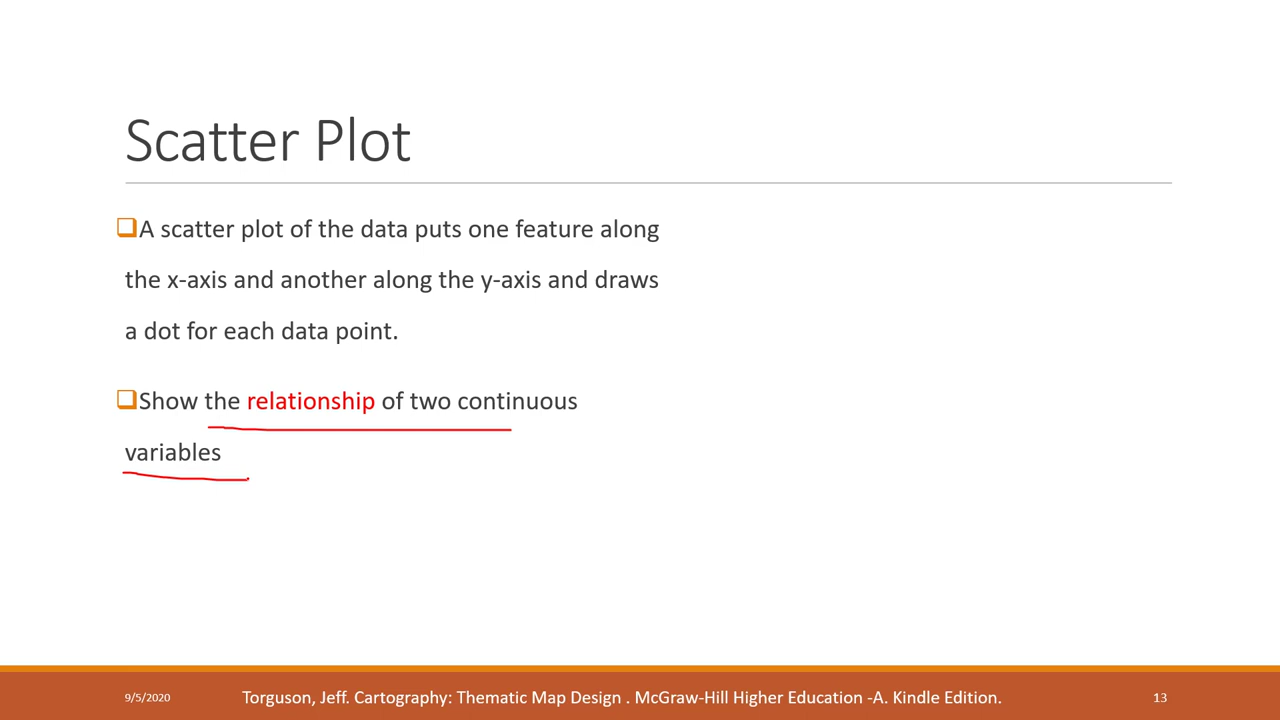 Scatter Plot
A scatter plot of the data puts one feature along
the x-axis and another along the y-axis and draws
a dot for each data point.
Show the relationship of two continuous
variables
9/5/2020
Torguson, Jeff. Cartography: Thematic Map Design . McGraw-Hill Higher Education -A. Kindle Edition.
13